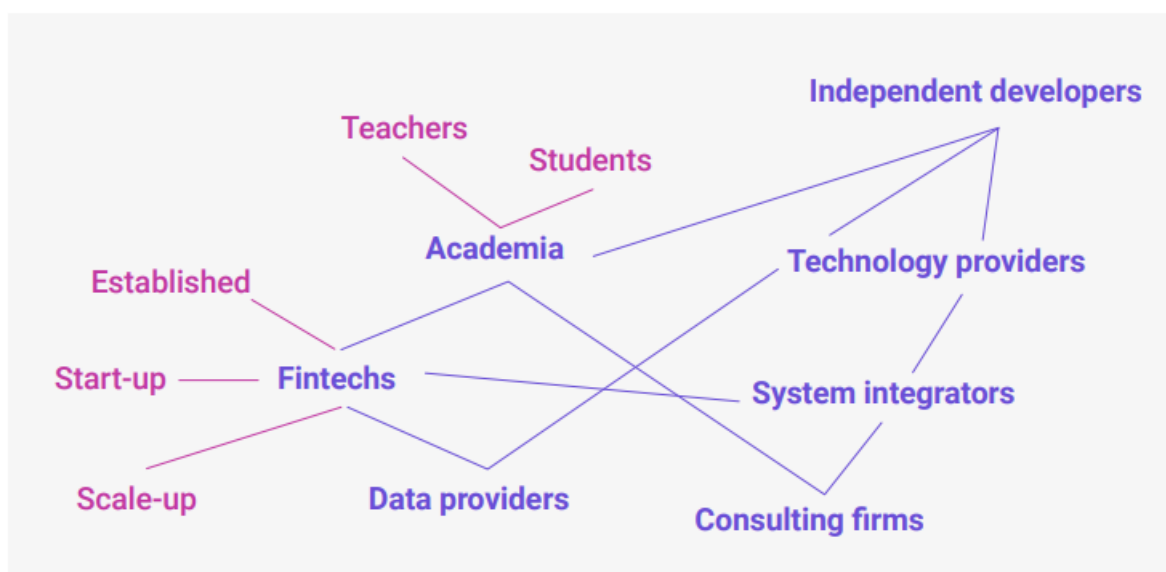 Independent developers
Teachers
Students
Academia
Technology providers
Established
Start-up
Fintechs
System integrators
Scale-up
Data providers
Consulting firms